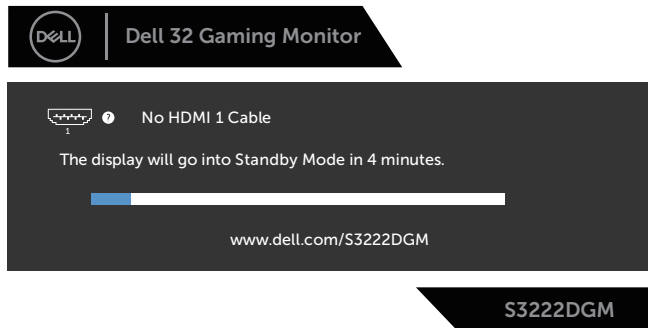 DELL
Dell 32 Gaming Monitor
? No HDMI 1 Cable
1
The display will go into Standby Mode in 4 minutes.
www.dell.com/S3222DGM
S3222DGM